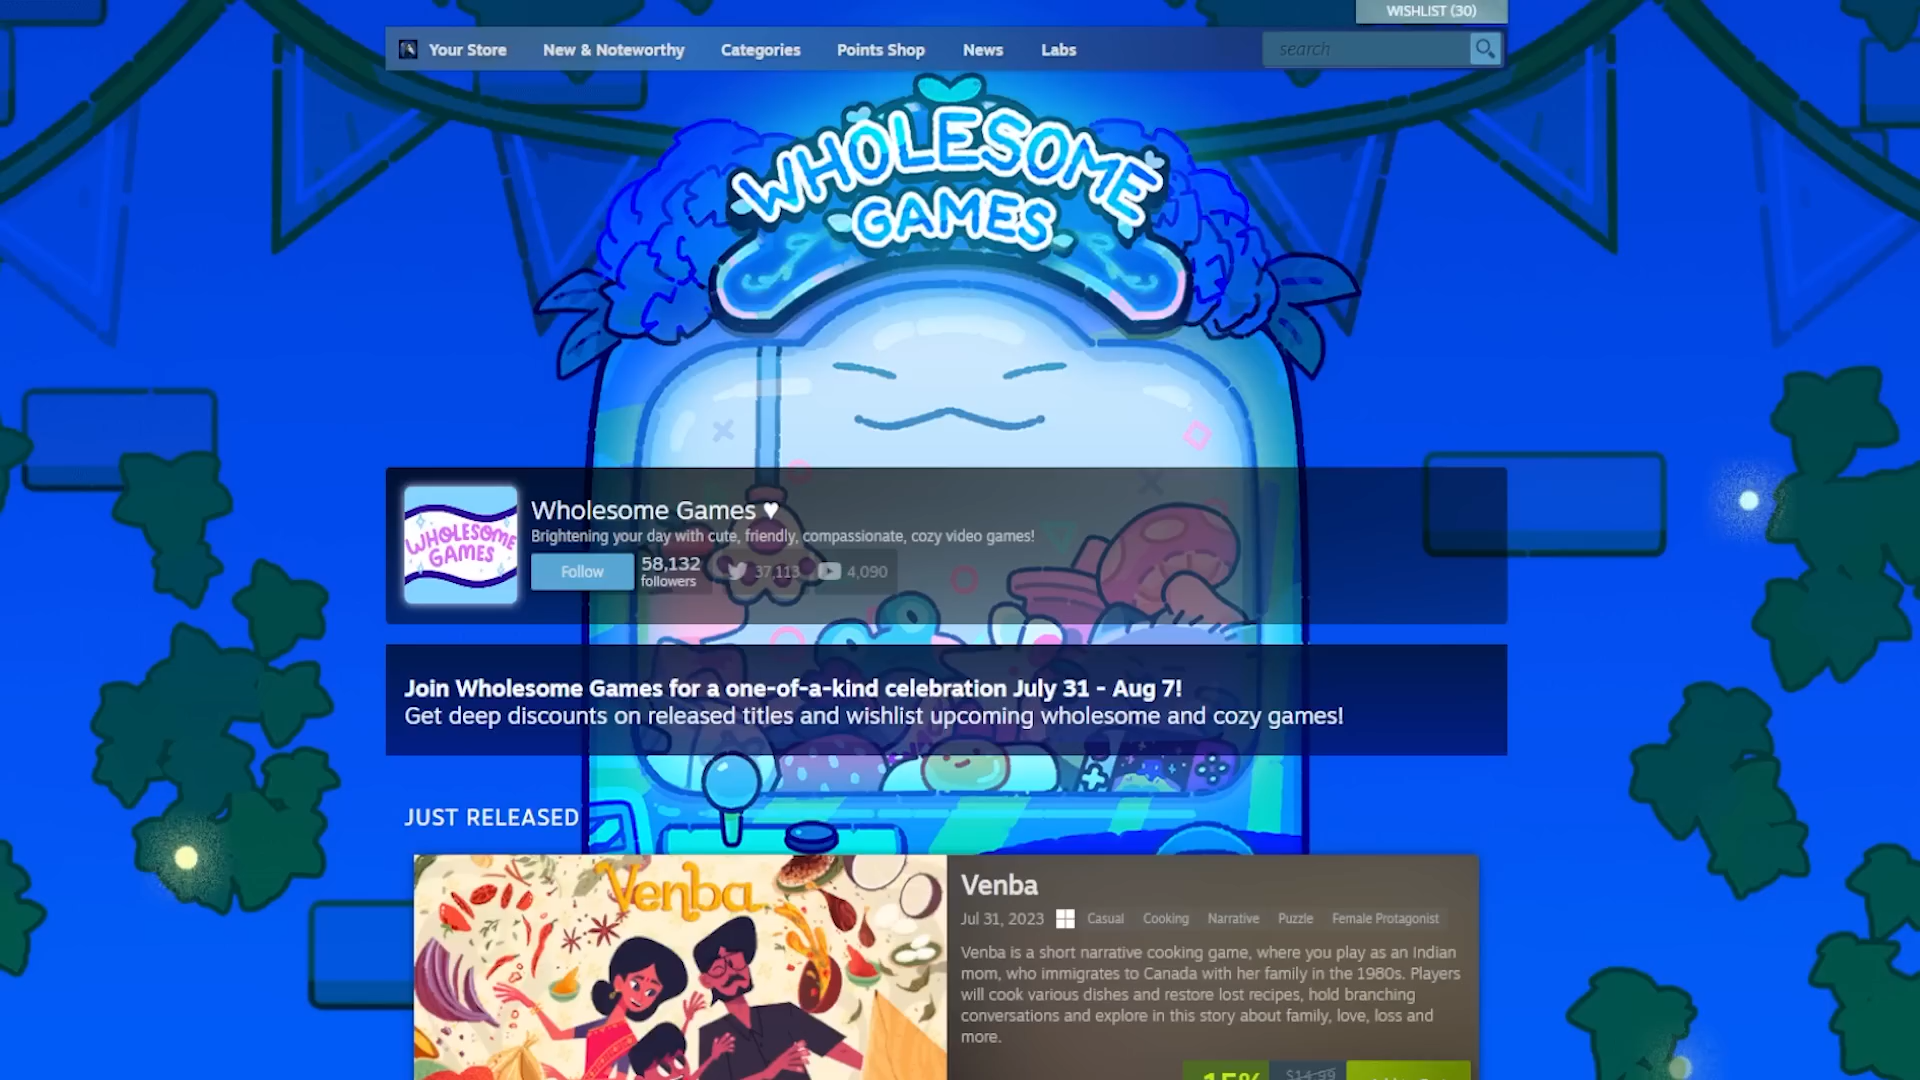 WISHLIST (30)
Your Store New & Noteworthy Categories Points Shop News Labs search
WHOLESOME
GAMES
WHOLESOME
GAMES
Wholesome Games ♥
Brightening your day with cute, friendly, compassionate, cozy video games!
Follow 58,132 followers 37,113 4,090
Join Wholesome Games for a one-of-a-kind celebration July 31 - Aug 7!
Get deep discounts on released titles and wishlist upcoming wholesome and cozy games!
JUST RELEASED
Venba
Venba
Jul 31, 2023 Casual Cooking Narrative Puzzle Female Protagonist
Venba is a short narrative cooking game, where you play as an Indian
mom, who immigrates to Canada with her family in the 1980s. Players
will cook various dishes and restore lost recipes, hold branching
conversations and explore in this story about family, love, loss and
more.
-15% $14.99